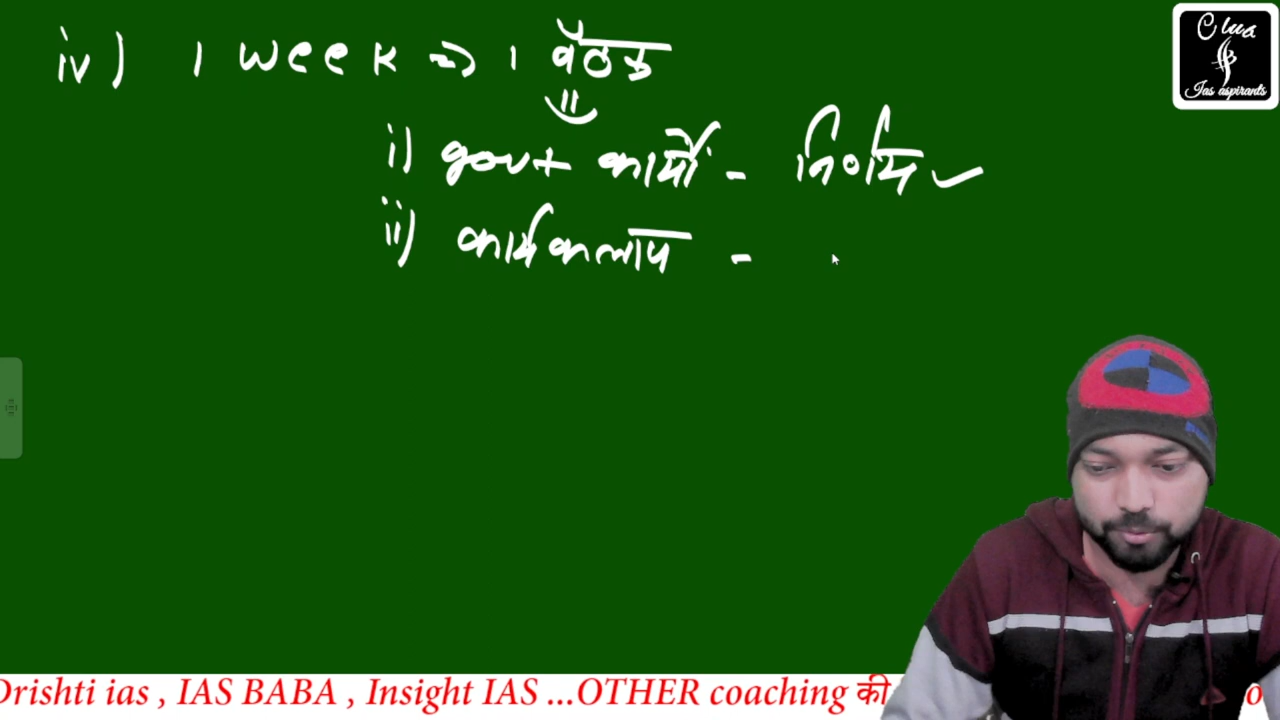 iv) 1 week => 1 बैठक
i) govt कार्यों - निर्णय ✓
ii) कार्यकलाप -
Clua
Ias aspirants
Drishti ias , IAS BABA , Insight IAS ...OTHER coaching की